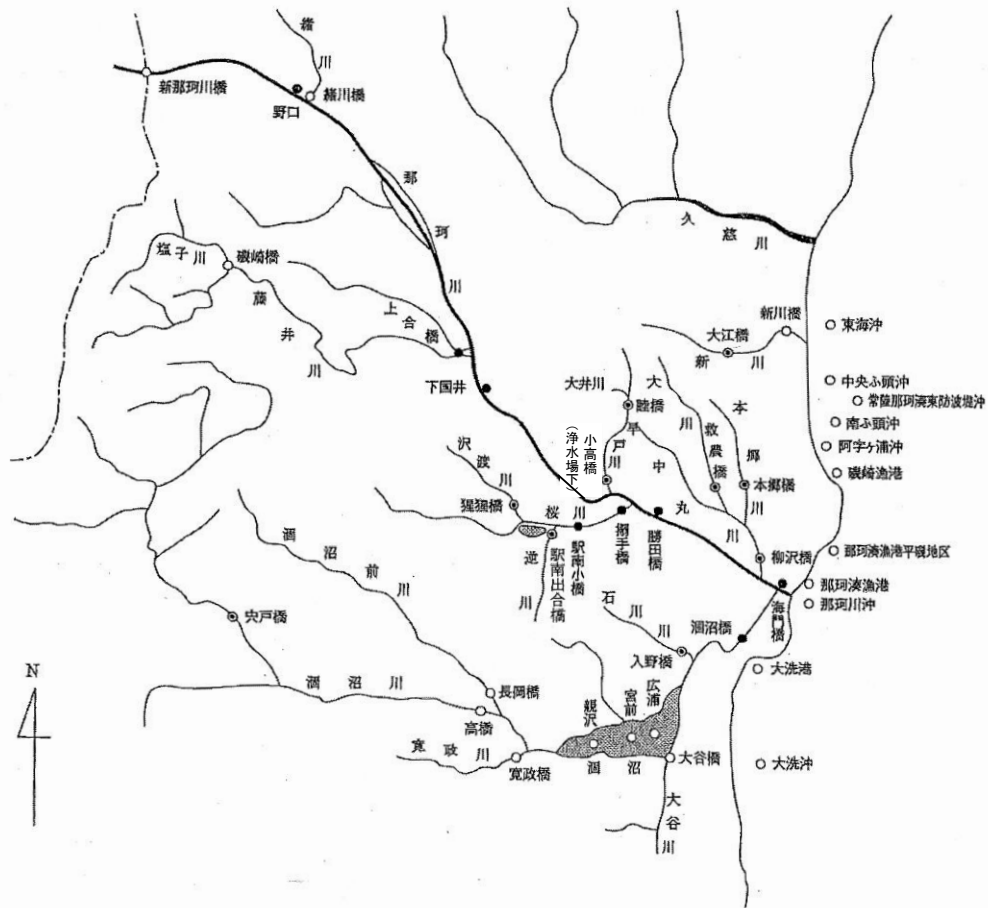 緒川
新那珂川橋
野口
緒川橋
那珂川
久慈川
塩子川
磯崎橋
藤井川
上合橋
下国井
新川橋
大江橋
新川
東海沖
中央ふ頭沖
常陸那珂湊東防波堤沖
南ふ頭沖
阿字ヶ浦沖
磯崎漁港
大井川
睦橋
早戸川
小高橋
(浄水場下)
大川
救農橋
本郷川
本郷橋
中丸川
沢渡川
猩猩橋
桜川
駅南小橋
搦手橋
勝田橋
逆川
駅南出合橋
柳沢橋
那珂湊漁港平磯地区
那珂湊漁港
那珂川沖
海門橋
涸沼橋
石川川
入野橋
大洗港
涸沼前川
宍戸橋
長岡橋
涸沼川
高橋
寛政川
寛政橋
親沢
宮前
広浦
涸沼
大谷橋
大谷川
大洗沖
N